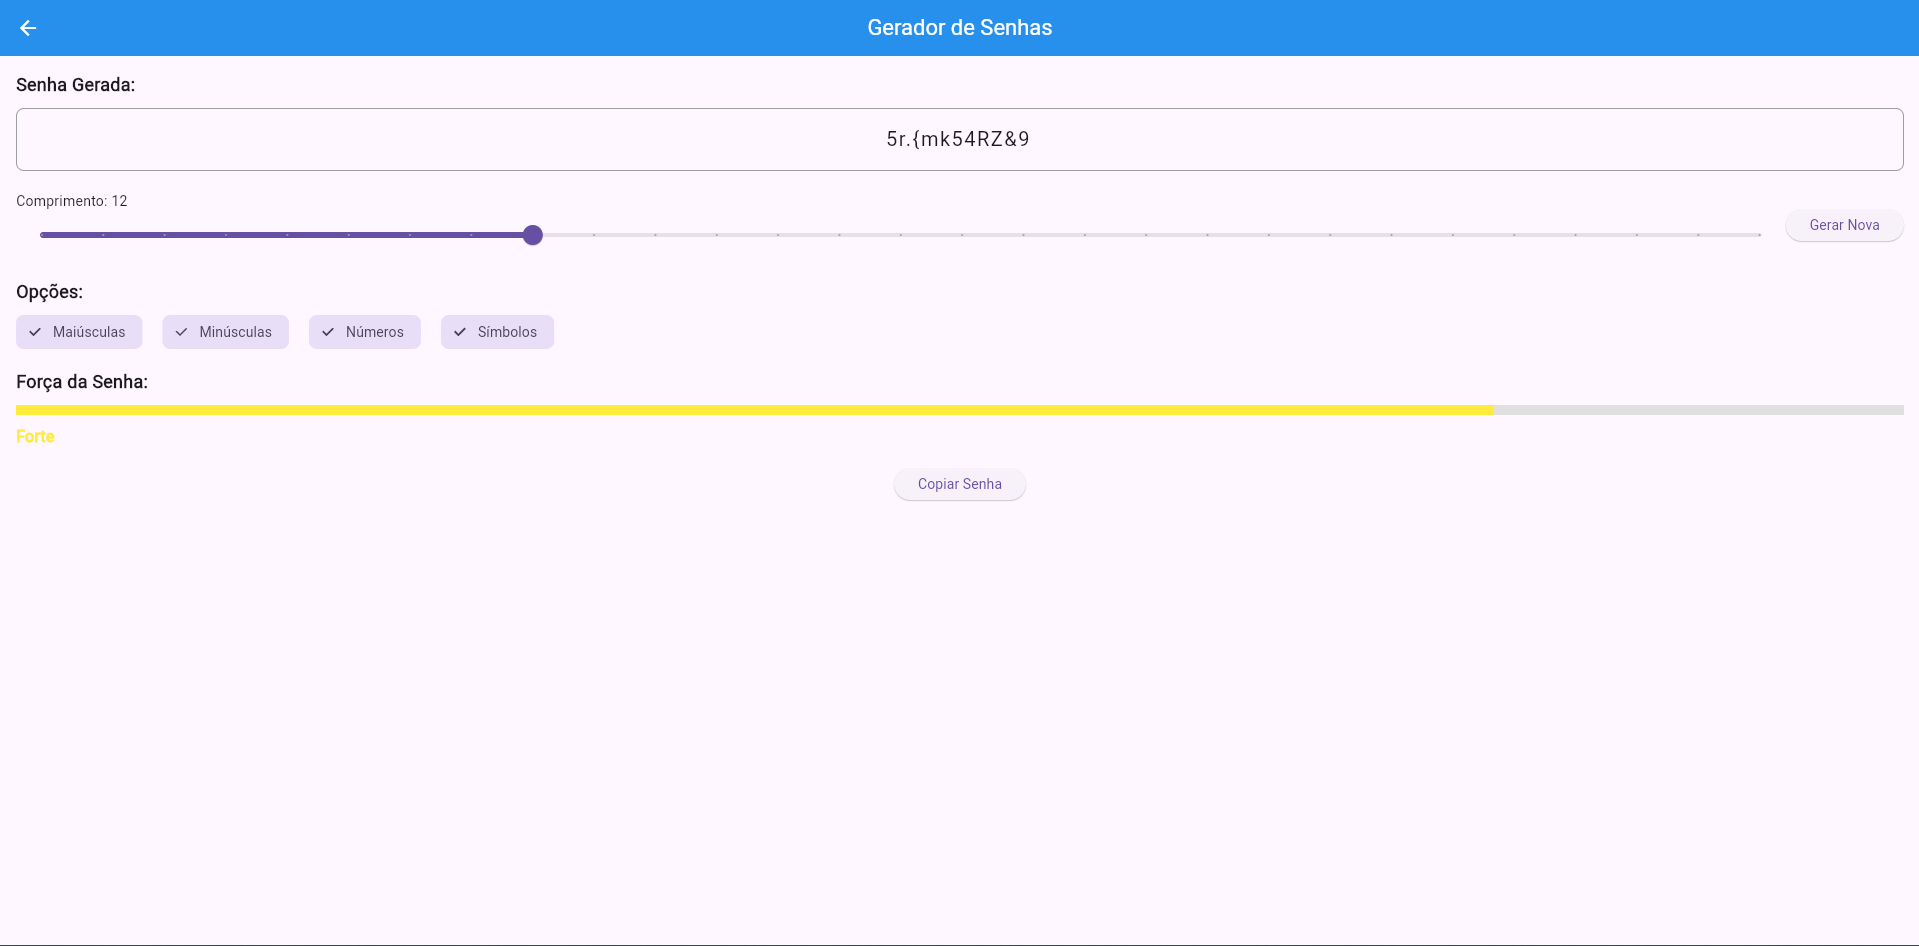 Gerador de Senhas
Senha Gerada:
5r.{mk54RZ&9
Comprimento: 12
Gerar Nova
Opções:
Maiúsculas Minúsculas Números Símbolos
Força da Senha:
Forte
Copiar Senha